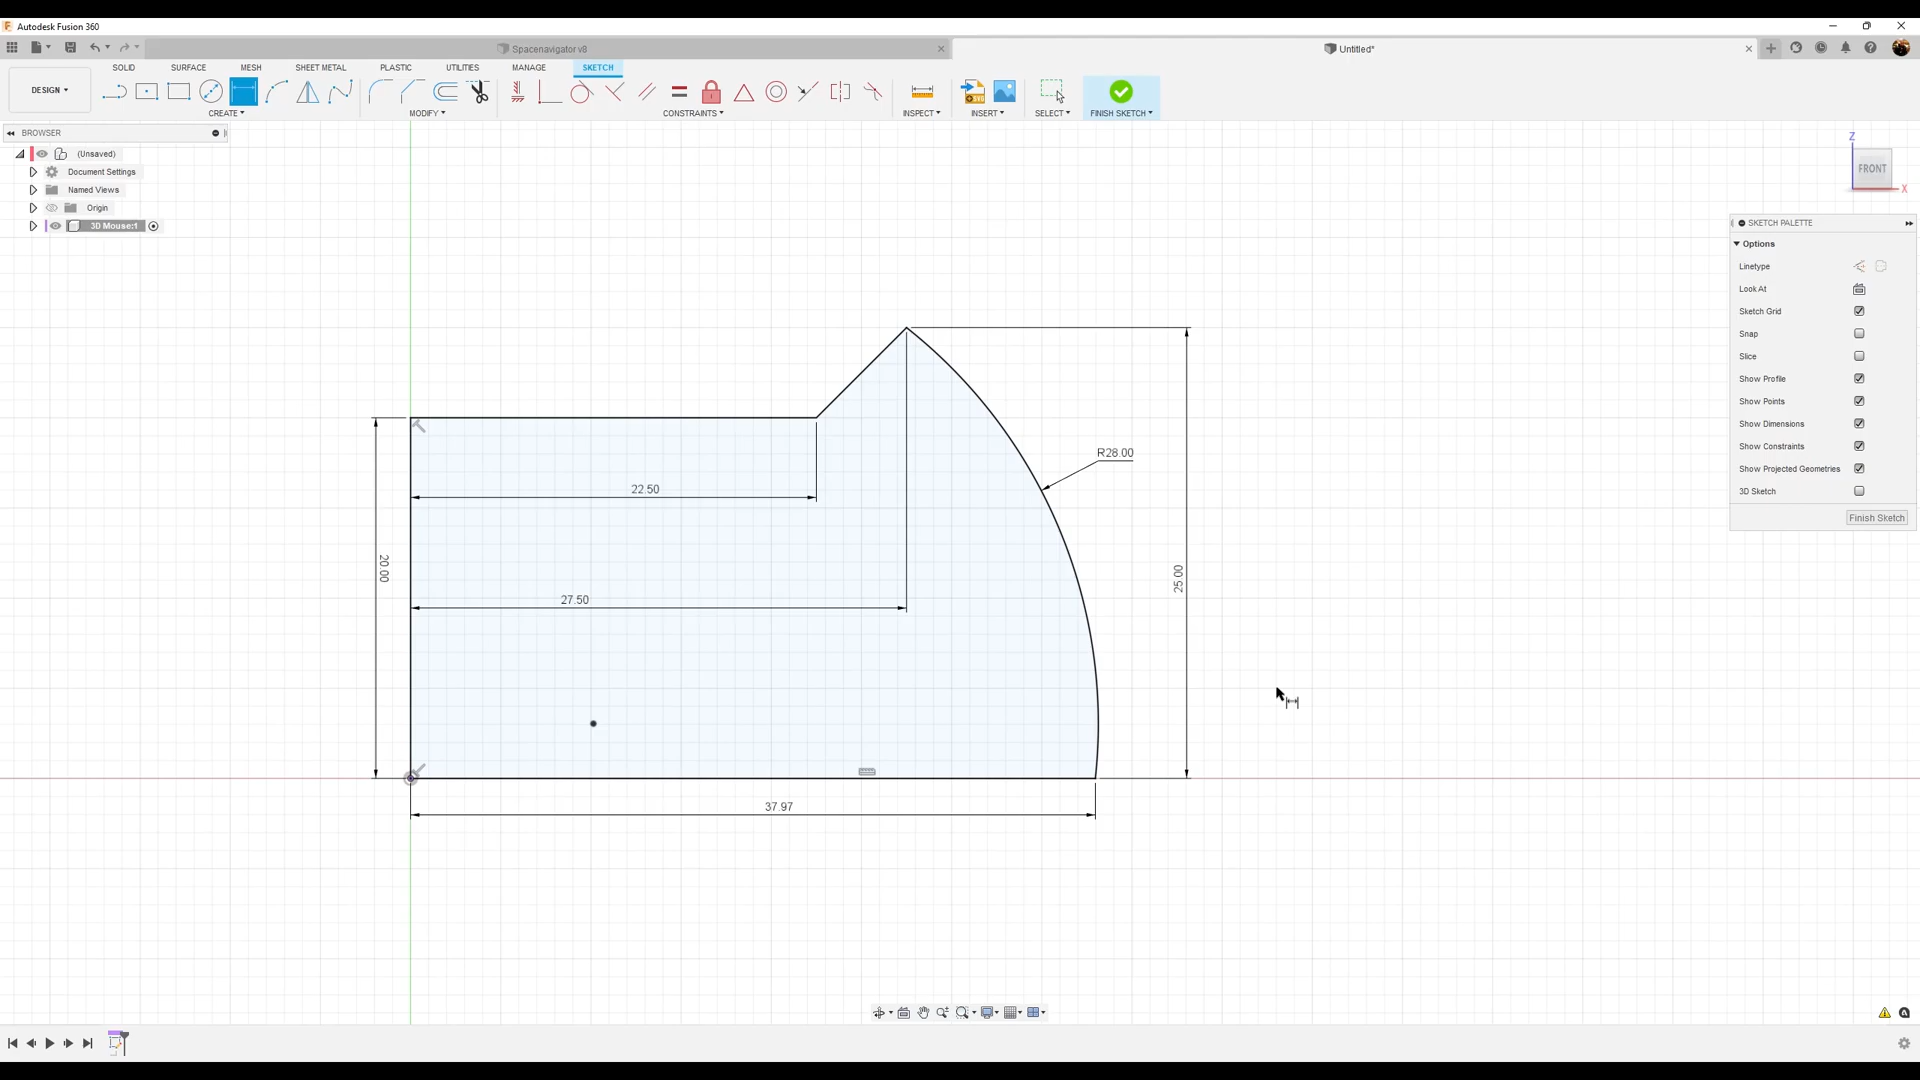 Autodesk Fusion 360
Spacenavigator v8
Untitled*
DESIGN
SOLID SURFACE MESH SHEET METAL PLASTIC UTILITIES MANAGE SKETCH
CREATE MODIFY CONSTRAINTS INSPECT INSERT SELECT FINISH SKETCH
BROWSER
(Unsaved)
Document Settings
Named Views
Origin
3D Mouse:1
Z
FRONT
X
SKETCH PALETTE
Options
Linetype
Look At
Sketch Grid
Snap
Slice
Show Profile
Show Points
Show Dimensions
Show Constraints
Show Projected Geometries
3D Sketch
Finish Sketch
R28.00
22.50
20.00
25.00
27.50
37.97